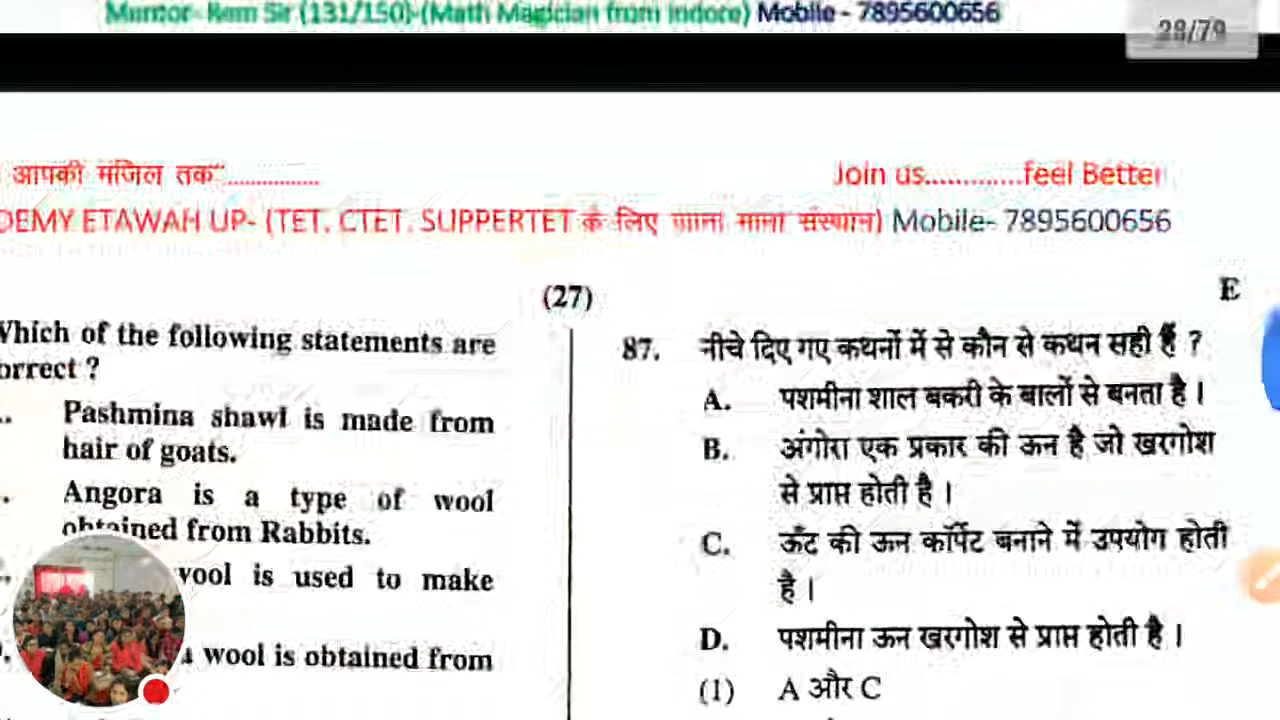 Mentor- Ram Sir (131/150)-(Math Magician from Indore) Mobile - 7895600656
28/79
आपकी मंजिल तक"................
Join us.............feel Better
DEMY ETAWAH UP- (TET, CTET, SUPPERTET के लिए जाना माना संस्थान) Mobile- 7895600656
(27)
E
Which of the following statements are
orrect ?
Pashmina shawl is made from
hair of goats.
Angora is a type of wool
obtained from Rabbits.
wool is used to make
wool is obtained from
87. नीचे दिए गए कथनों में से कौन से कथन सही हैं ?
A. पशमीना शाल बकरी के बालों से बनता है ।
B. अंगोरा एक प्रकार की ऊन है जो खरगोश
से प्राप्त होती है ।
C. ऊँट की ऊन कॉर्पेट बनाने में उपयोग होती
है ।
D. पशमीना ऊन खरगोश से प्राप्त होती है ।
(1) A और C